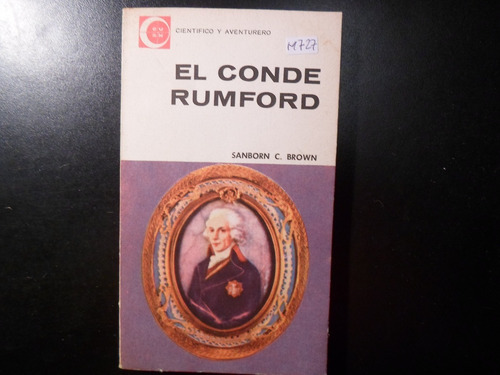 CIENTIFICO Y AVENTURERO
M727
EL CONDE
RUMFORD
SANBORN C. BROWN